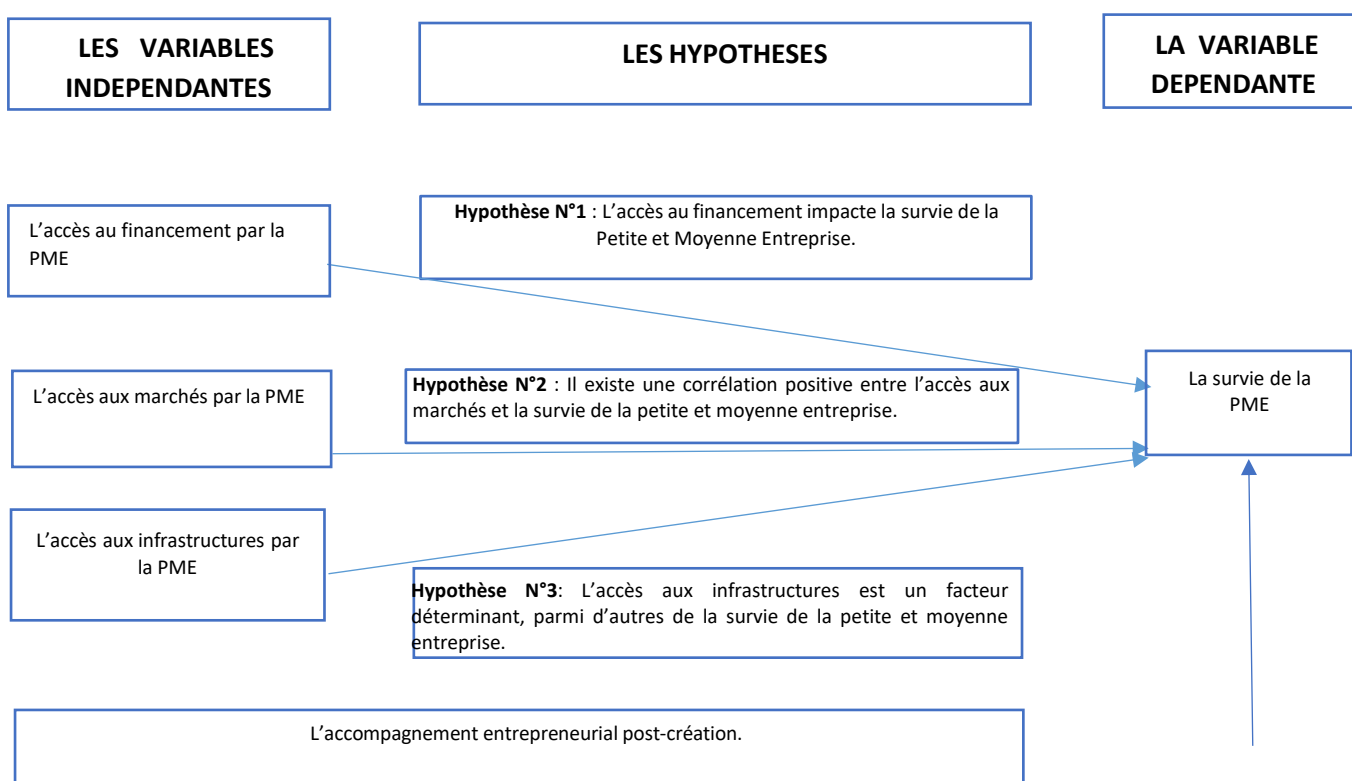 LES VARIABLES
INDEPENDANTES
LES HYPOTHESES
LA VARIABLE
DEPENDANTE
L’accès au financement par la
PME
Hypothèse N°1 : L’accès au financement impacte la survie de la
Petite et Moyenne Entreprise.
L’accès aux marchés par la PME
Hypothèse N°2 : Il existe une corrélation positive entre l’accès aux
marchés et la survie de la petite et moyenne entreprise.
La survie de la
PME
L’accès aux infrastructures par
la PME
Hypothèse N°3: L’accès aux infrastructures est un facteur
déterminant, parmi d’autres de la survie de la petite et moyenne
entreprise.
L’accompagnement entrepreneurial post-création.